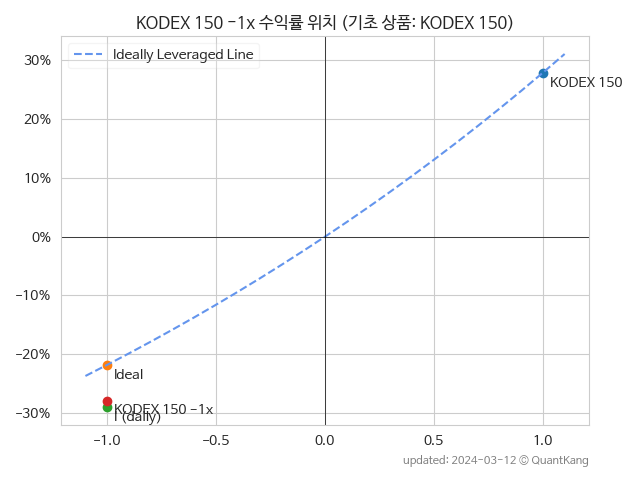 KODEX 150 -1x 수익률 위치 (기초 상품: KODEX 150)
Ideally Leveraged Line
30%
20%
10%
0%
-10%
-20%
-30%
KODEX 150
Ideal
KODEX 150 -1x
I (daily)
-1.0
-0.5
0.0
0.5
1.0
updated: 2024-03-12 © QuantKang